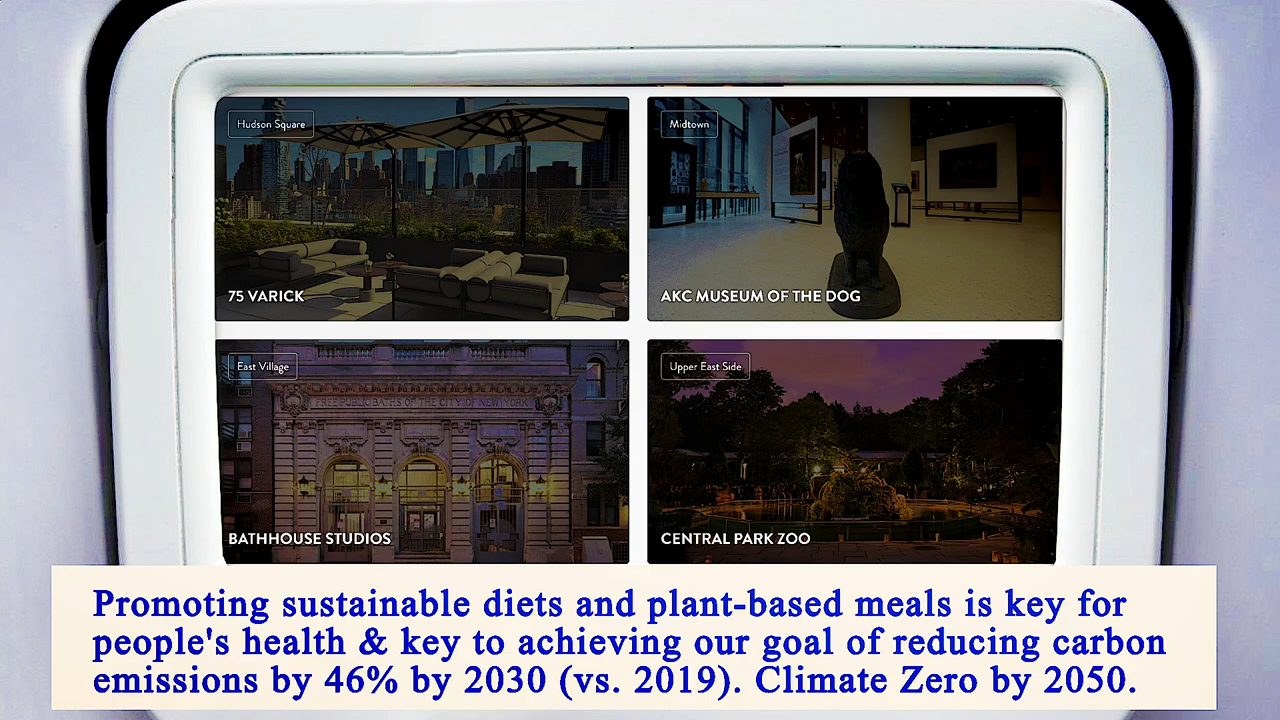 Hudson Square
75 VARICK
Midtown
AKC MUSEUM OF THE DOG
East Village
FREE PUBLIC BATHS OF THE CITY OF NEW YORK
BATHHOUSE STUDIOS
Upper East Side
CENTRAL PARK ZOO
Promoting sustainable diets and plant-based meals is key for
people's health & key to achieving our goal of reducing carbon
emissions by 46% by 2030 (vs. 2019). Climate Zero by 2050.